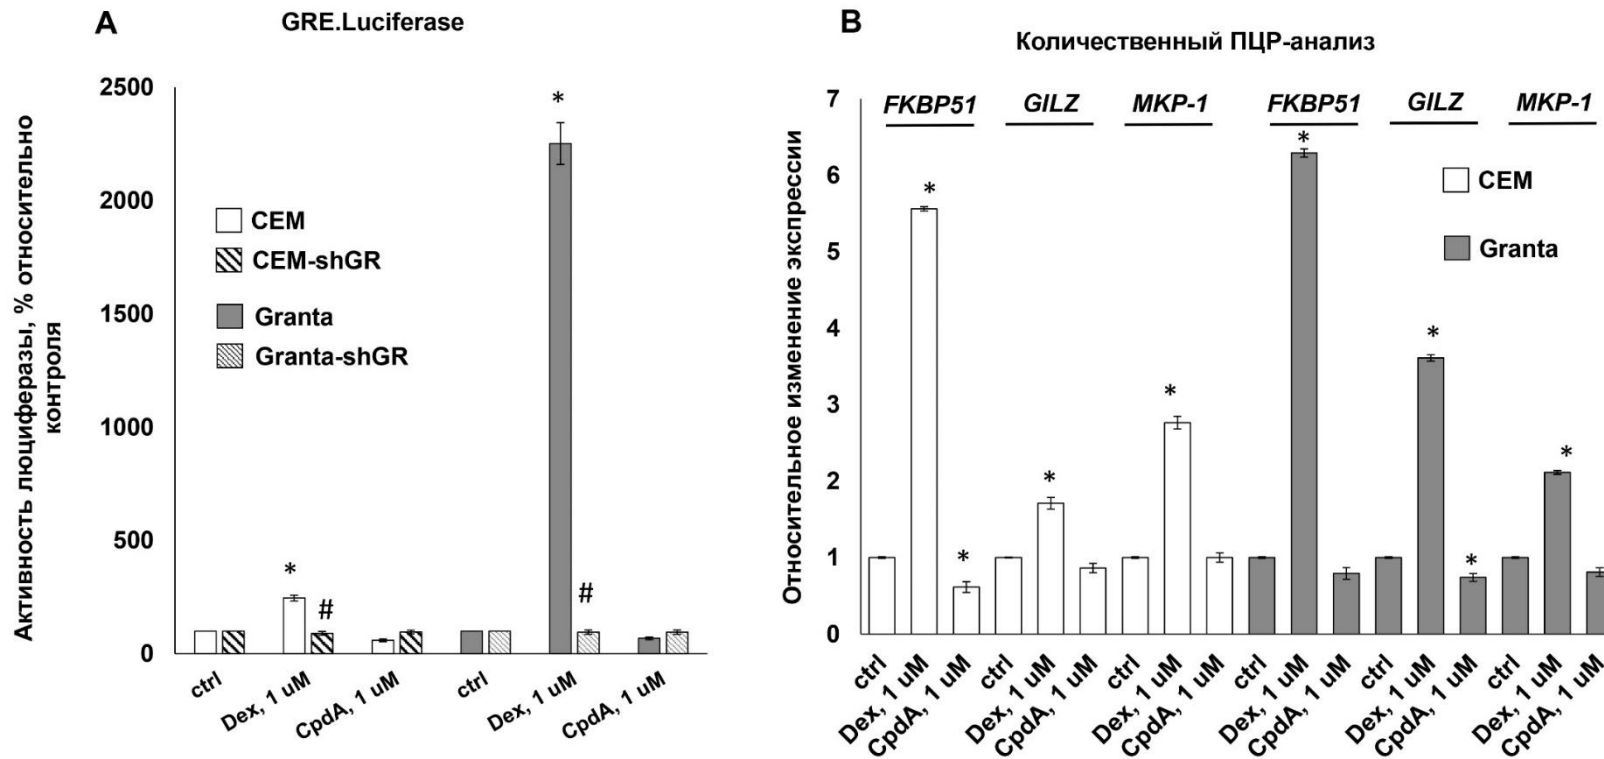 A
GRE.Luciferase
Активность люциферазы, % относительно
контроля
2500
2000
1500
1000
500
0
CEM
CEM-shGR
Granta
Granta-shGR
*
#
*
#
ctrl
Dex, 1 uM
CpdA, 1 uM
ctrl
Dex, 1 uM
CpdA, 1 uM
B
Количественный ПЦР-анализ
Относительное изменение экспрессии
7
6
5
4
3
2
1
0
FKBP51 GILZ MKP-1 FKBP51 GILZ MKP-1
CEM
Granta
*
*
*
*
*
*
*
*
ctrl
Dex, 1 uM
CpdA, 1 uM
ctrl
Dex, 1 uM
CpdA, 1 uM
ctrl
Dex, 1 uM
CpdA, 1 uM
ctrl
Dex, 1 uM
CpdA, 1 uM
ctrl
Dex, 1 uM
CpdA, 1 uM
ctrl
Dex, 1 uM
CpdA, 1 uM